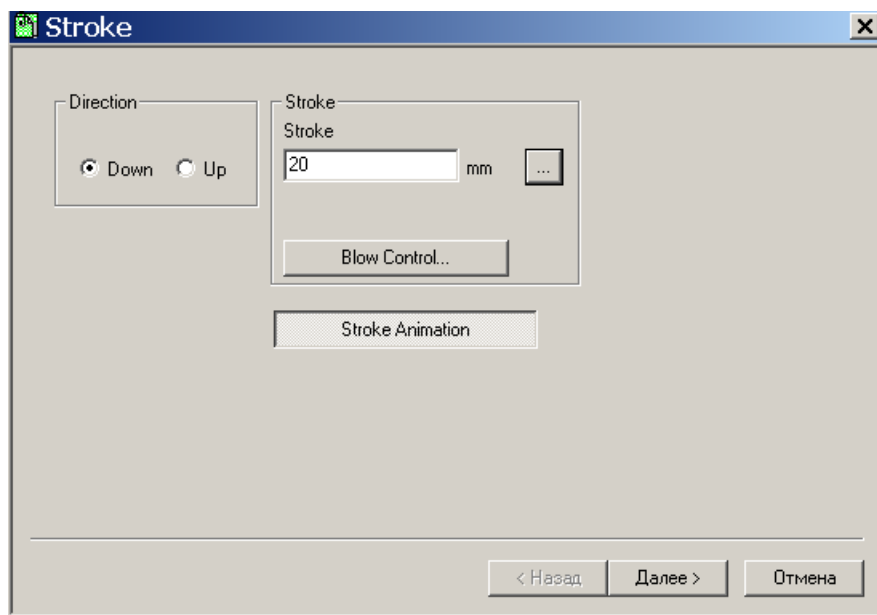 Stroke
Direction
Down
Up
Stroke
Stroke
20
mm
...
Blow Control...
Stroke Animation
< Назад
Далее >
Отмена